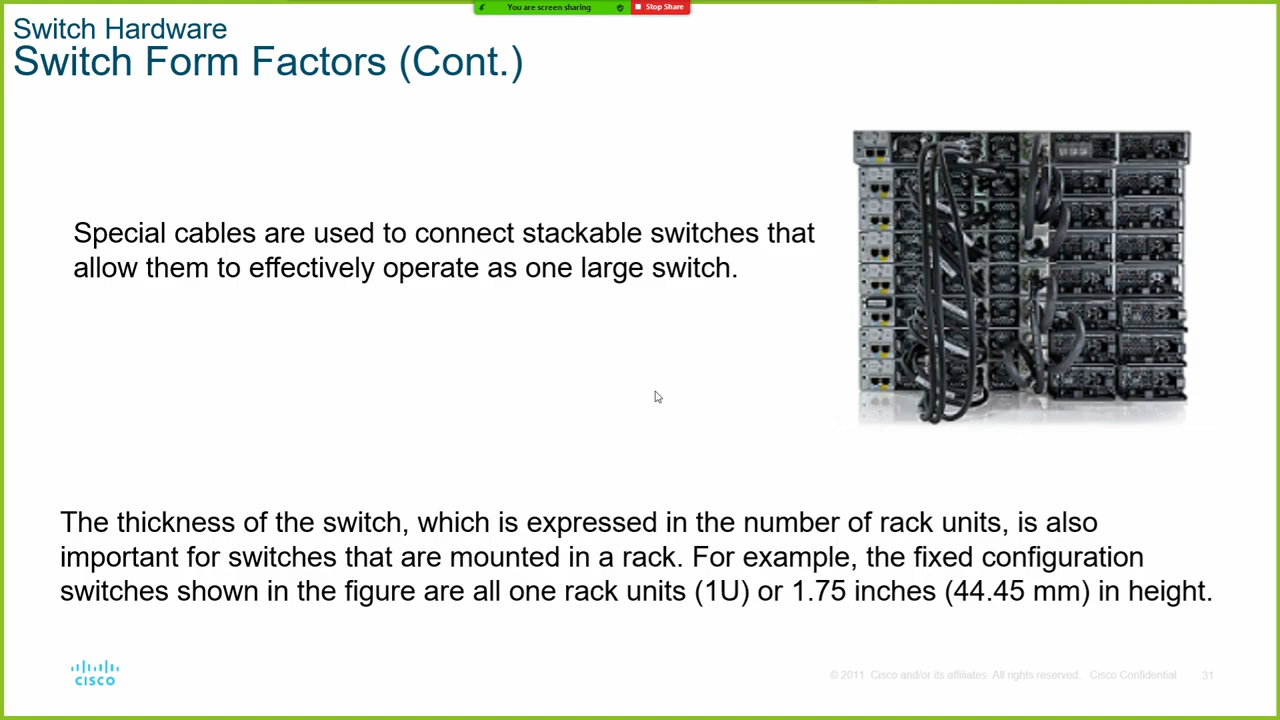 You are screen sharing
Stop Share
Switch Hardware
Switch Form Factors (Cont.)
Special cables are used to connect stackable switches that
allow them to effectively operate as one large switch.
The thickness of the switch, which is expressed in the number of rack units, is also
important for switches that are mounted in a rack. For example, the fixed configuration
switches shown in the figure are all one rack units (1U) or 1.75 inches (44.45 mm) in height.
CISCO
© 2011 Cisco and/or its affiliates. All rights reserved. Cisco Confidential 31